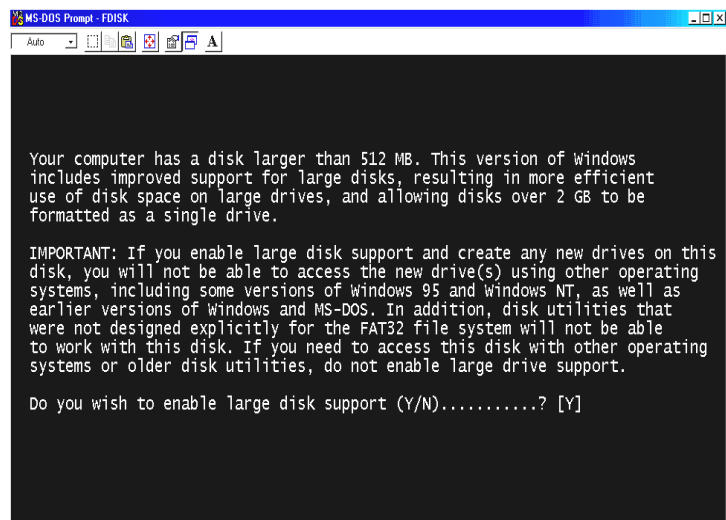 MS-DOS Prompt - FDISK
Auto
A
Your computer has a disk larger than 512 MB. This version of Windows
includes improved support for large disks, resulting in more efficient
use of disk space on large drives, and allowing disks over 2 GB to be
formatted as a single drive.
IMPORTANT: If you enable large disk support and create any new drives on this
disk, you will not be able to access the new drive(s) using other operating
systems, including some versions of Windows 95 and Windows NT, as well as
earlier versions of Windows and MS-DOS. In addition, disk utilities that
were not designed explicitly for the FAT32 file system will not be able
to work with this disk. If you need to access this disk with other operating
systems or older disk utilities, do not enable large drive support.
Do you wish to enable large disk support (Y/N)...........? [Y]